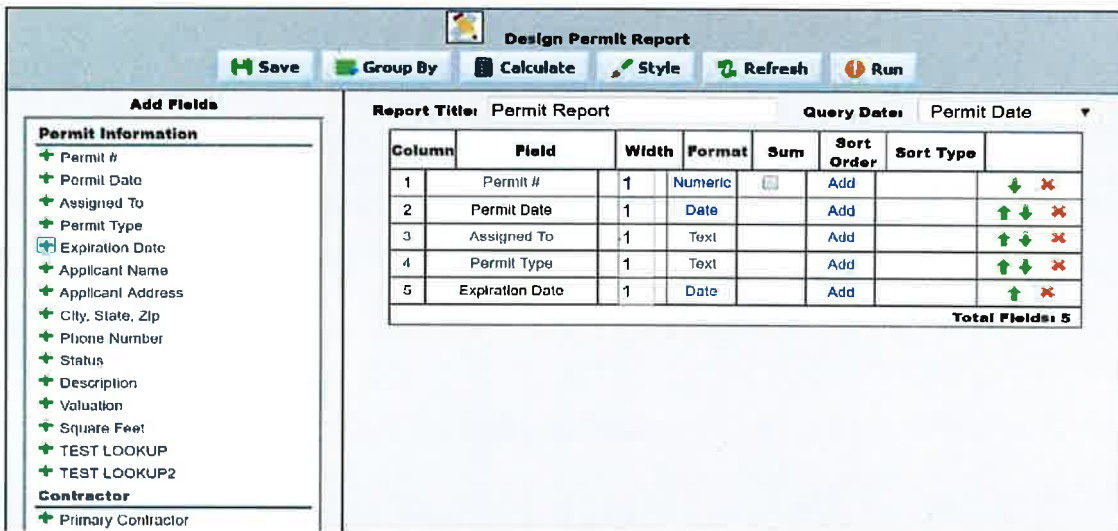 Design Permit Report
Save Group By Calculate Style Refresh Run
Add Fields
Permit Information
Permit #
Permit Date
Assigned To
Permit Type
Expiration Date
Applicant Name
Applicant Address
City, State, Zip
Phone Number
Status
Description
Valuation
Square Feet
TEST LOOKUP
TEST LOOKUP2
Contractor
Primary Contractor
Report Title: Permit Report Query Date: Permit Date
Column Field Width Format Sum Sort Order Sort Type
1 Permit # 1 Numeric Add
2 Permit Date 1 Date Add
3 Assigned To 1 Text Add
4 Permit Type 1 Text Add
5 Expiration Date 1 Date Add
Total Fields: 5